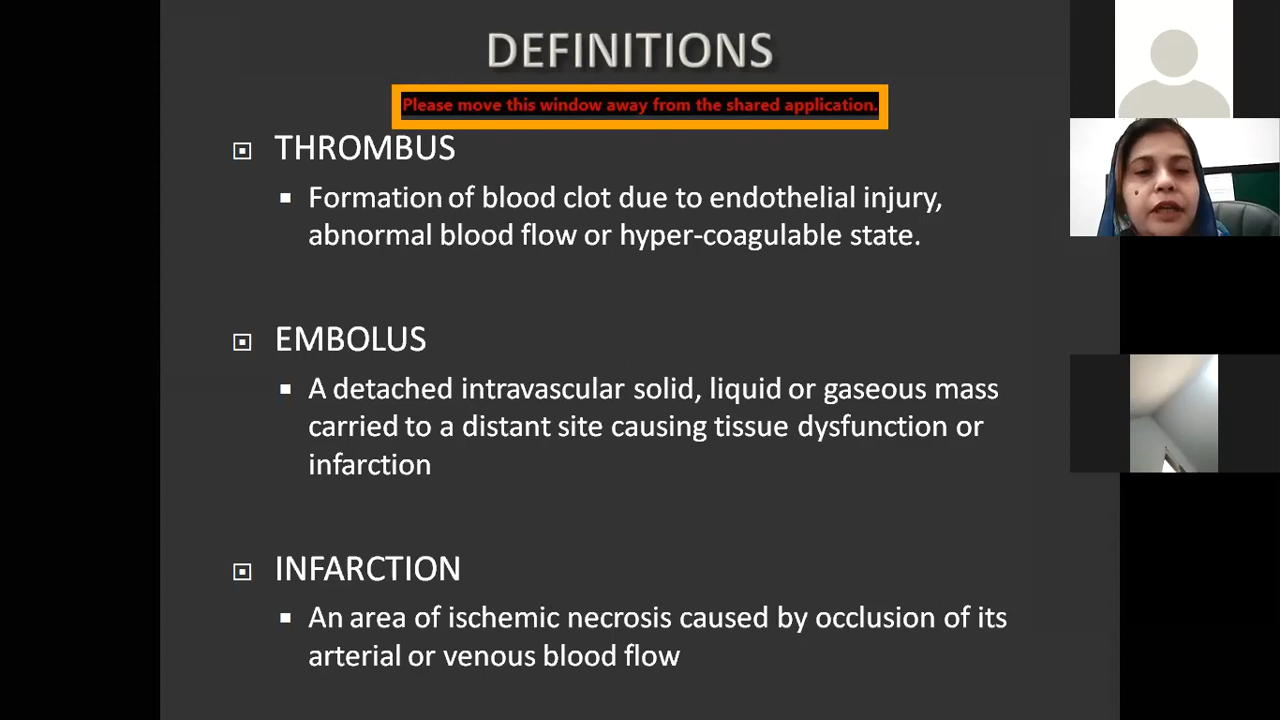 DEFINITIONS
Please move this window away from the shared application.
THROMBUS
Formation of blood clot due to endothelial injury,
abnormal blood flow or hyper-coagulable state.
EMBOLUS
A detached intravascular solid, liquid or gaseous mass
carried to a distant site causing tissue dysfunction or
infarction
INFARCTION
An area of ischemic necrosis caused by occlusion of its
arterial or venous blood flow